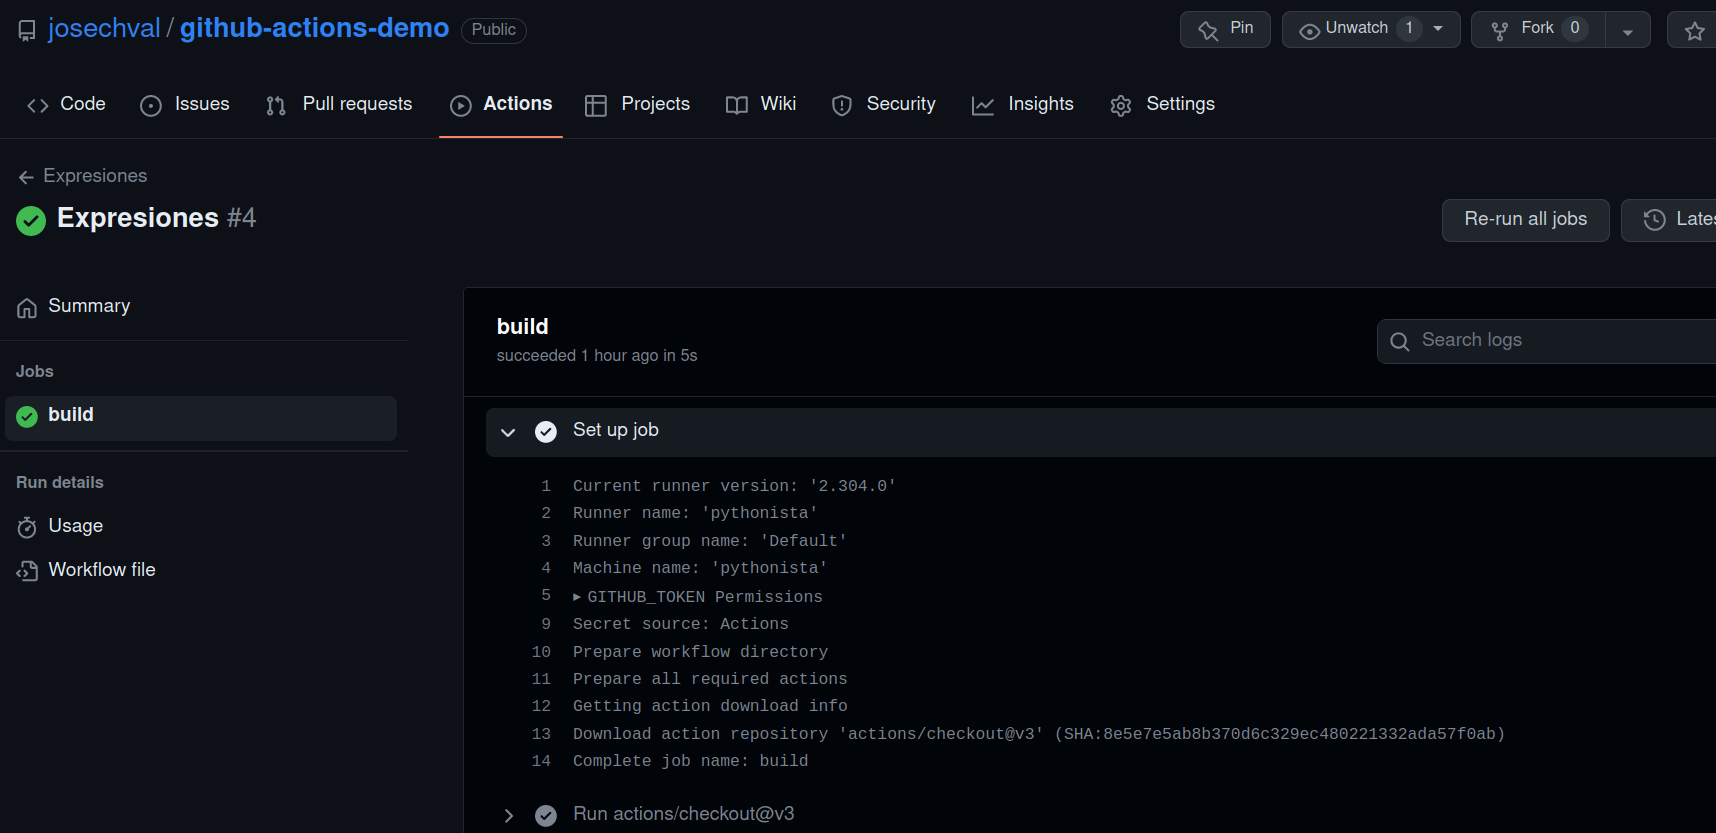 josechval / github-actions-demo Public Pin Unwatch 1 Fork 0
Code Issues Pull requests Actions Projects Wiki Security Insights Settings
Expresiones
Expresiones #4
Re-run all jobs
Summary
Jobs
build
Run details
Usage
Workflow file
build
succeeded 1 hour ago in 5s
Search logs
Set up job
1 Current runner version: '2.304.0'
2 Runner name: 'pythonista'
3 Runner group name: 'Default'
4 Machine name: 'pythonista'
5 ▸ GITHUB_TOKEN Permissions
9 Secret source: Actions
10 Prepare workflow directory
11 Prepare all required actions
12 Getting action download info
13 Download action repository 'actions/checkout@v3' (SHA:8e5e7e5ab8b370d6c329ec480221332ada57f0ab)
14 Complete job name: build
Run actions/checkout@v3